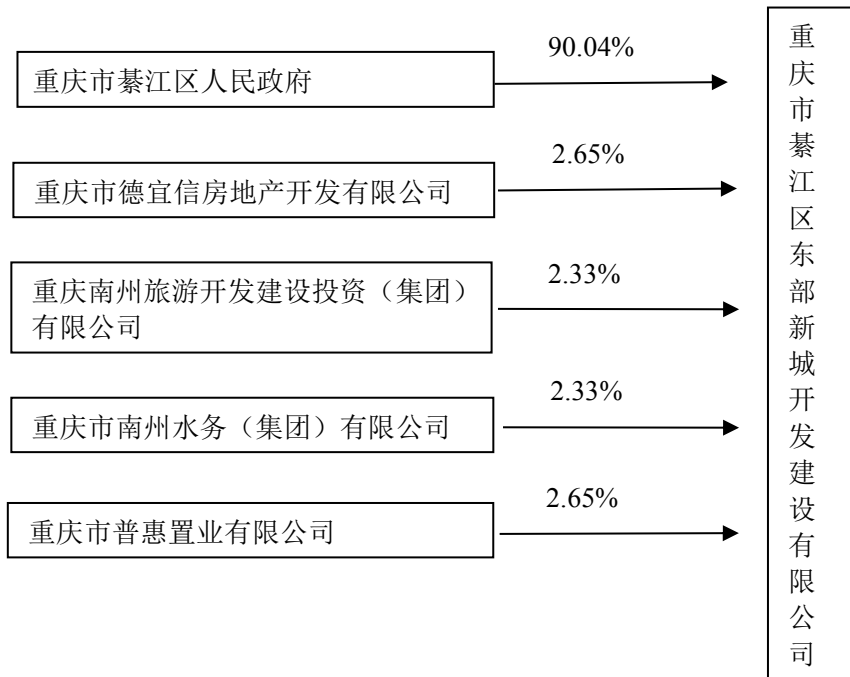 90.04%
重庆市綦江区人民政府
2.65%
重庆市德宜信房地产开发有限公司
2.33%
重庆南州旅游开发建设投资（集团）
有限公司
2.33%
重庆市南州水务（集团）有限公司
2.65%
重庆市普惠置业有限公司
重庆市綦江区东部新城开发建设有限公司